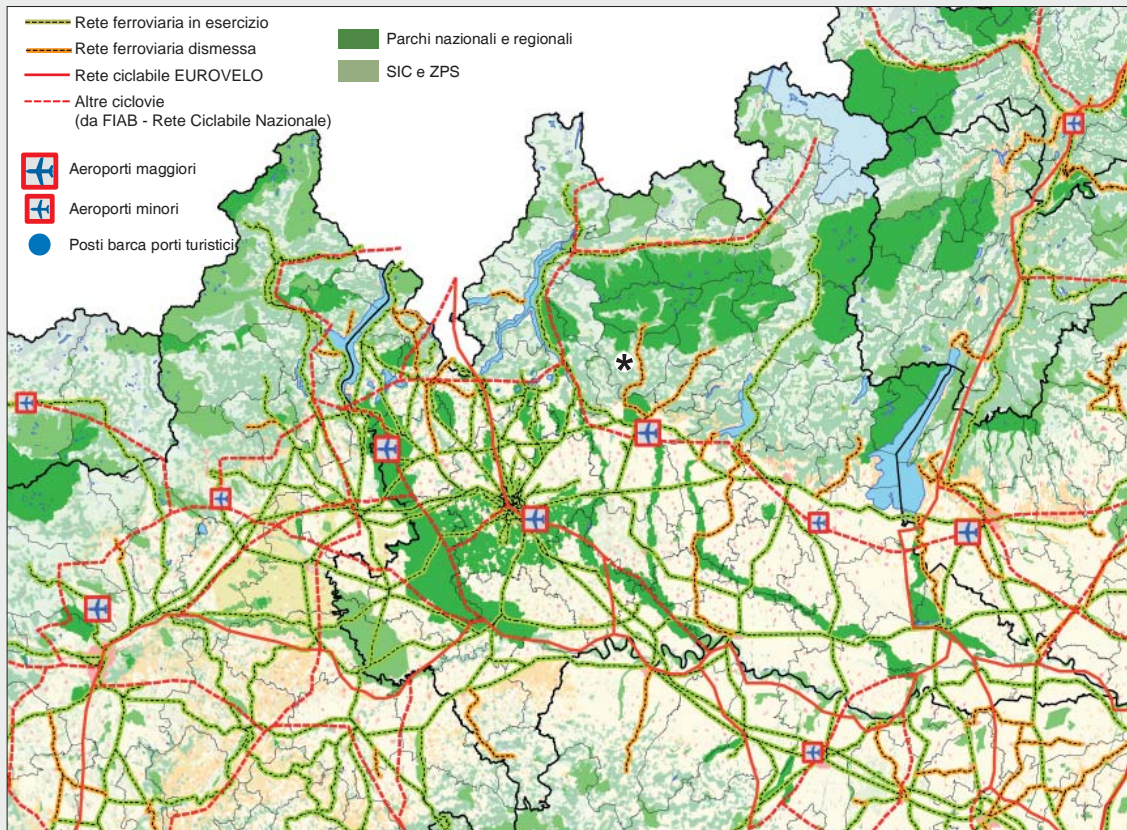 Rete ferroviaria in esercizio
Rete ferroviaria dismessa
Rete ciclabile EUROVELO
Altre ciclovie
(da FIAB - Rete Ciclabile Nazionale)
Aeroporti maggiori
Aeroporti minori
Posti barca porti turistici
Parchi nazionali e regionali
SIC e ZPS
*